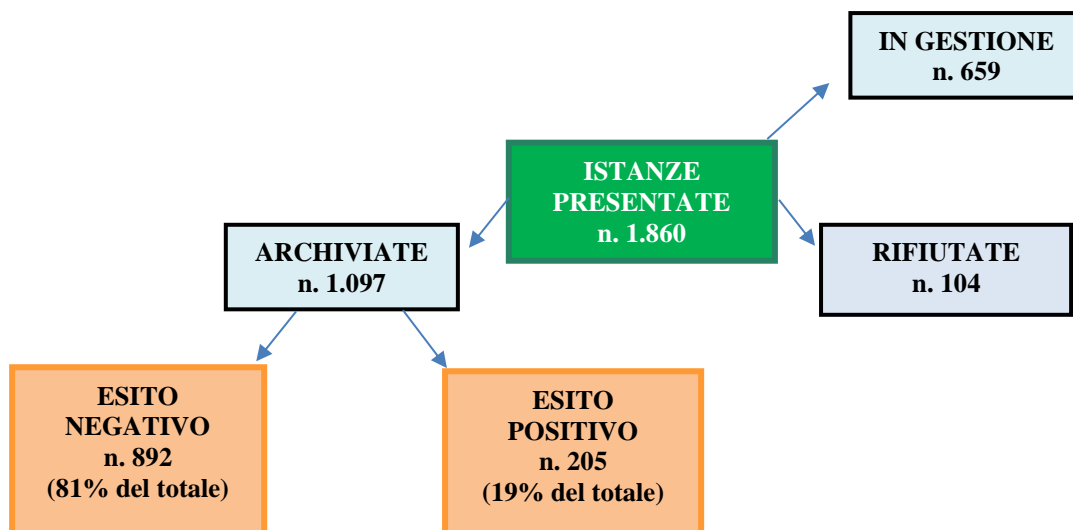 IN GESTIONE
n. 659
ISTANZE
PRESENTATE
n. 1.860
ARCHIVIATE
n. 1.097
RIFIUTATE
n. 104
ESITO
NEGATIVO
n. 892
(81% del totale)
ESITO
POSITIVO
n. 205
(19% del totale)